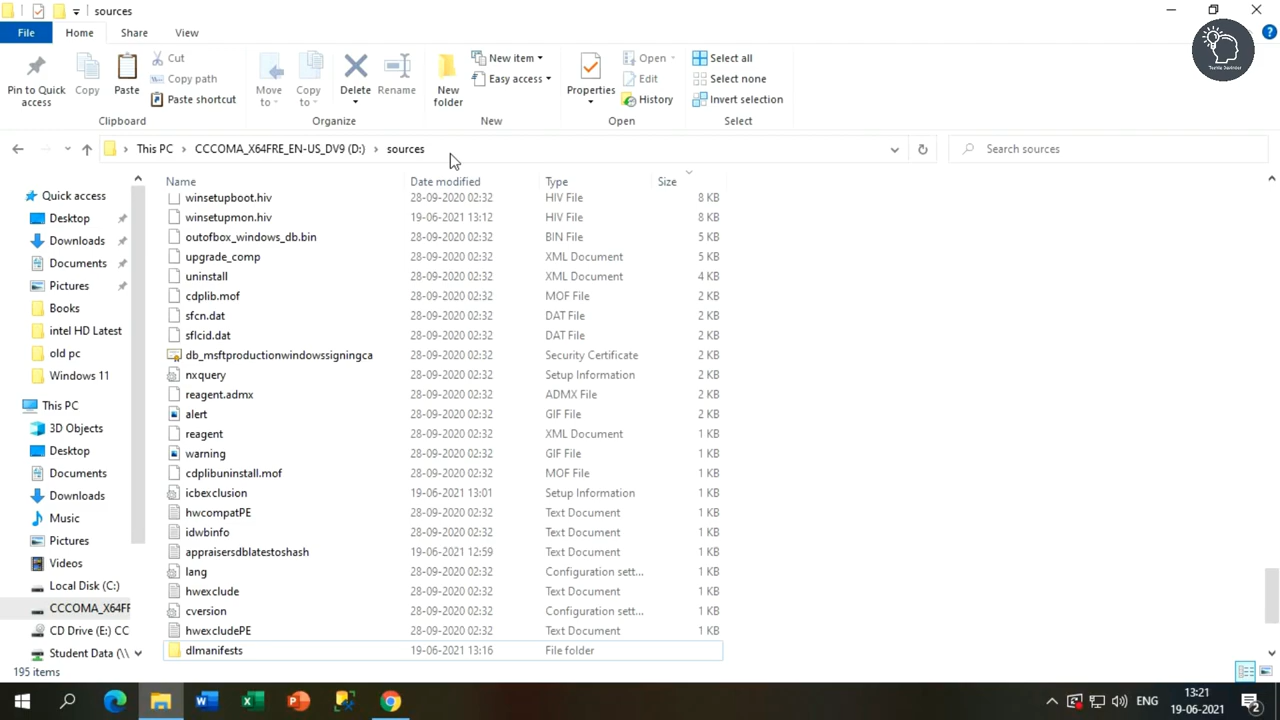 sources
File
Home
Share
View
Pin to Quick access
Copy
Paste
Cut
Copy path
Paste shortcut
Clipboard
Move to
Copy to
Delete
Rename
Organize
New folder
New item
Easy access
New
Properties
Open
Edit
History
Open
Select all
Select none
Invert selection
Select
This PC > CCCOMA_X64FRE_EN-US_DV9 (D:) > sources
Search sources
Quick access
Desktop
Downloads
Documents
Pictures
Books
intel HD Latest
old pc
Windows 11
This PC
3D Objects
Desktop
Documents
Downloads
Music
Pictures
Videos
Local Disk (C:)
CCCOMA_X64FF
CD Drive (E:) CC
Student Data (\\
Name Date modified Type Size
winsetupboot.hiv 28-09-2020 02:32 HIV File 8 KB
winsetupmon.hiv 19-06-2021 13:12 HIV File 8 KB
outofbox_windows_db.bin 28-09-2020 02:32 BIN File 5 KB
upgrade_comp 28-09-2020 02:32 XML Document 5 KB
uninstall 28-09-2020 02:32 XML Document 4 KB
cdplib.mof 28-09-2020 02:32 MOF File 2 KB
sfcn.dat 28-09-2020 02:32 DAT File 2 KB
sflcid.dat 28-09-2020 02:32 DAT File 2 KB
db_msftproductionwindowssigningca 28-09-2020 02:32 Security Certificate 2 KB
nxquery 28-09-2020 02:32 Setup Information 2 KB
reagent.admx 28-09-2020 02:32 ADMX File 2 KB
alert 28-09-2020 02:32 GIF File 2 KB
reagent 28-09-2020 02:32 XML Document 1 KB
warning 28-09-2020 02:32 GIF File 1 KB
cdplibuninstall.mof 28-09-2020 02:32 MOF File 1 KB
icbexclusion 19-06-2021 13:01 Setup Information 1 KB
hwcompatPE 28-09-2020 02:32 Text Document 1 KB
idwbinfo 28-09-2020 02:32 Text Document 1 KB
appraisersdblatestoshash 19-06-2021 12:59 Text Document 1 KB
lang 28-09-2020 02:32 Configuration sett... 1 KB
hwexclude 28-09-2020 02:32 Text Document 1 KB
cversion 28-09-2020 02:32 Configuration sett... 1 KB
hwexcludePE 28-09-2020 02:32 Text Document 1 KB
dlmanifests 19-06-2021 13:16 File folder
195 items
ENG
13:21
19-06-2021
2